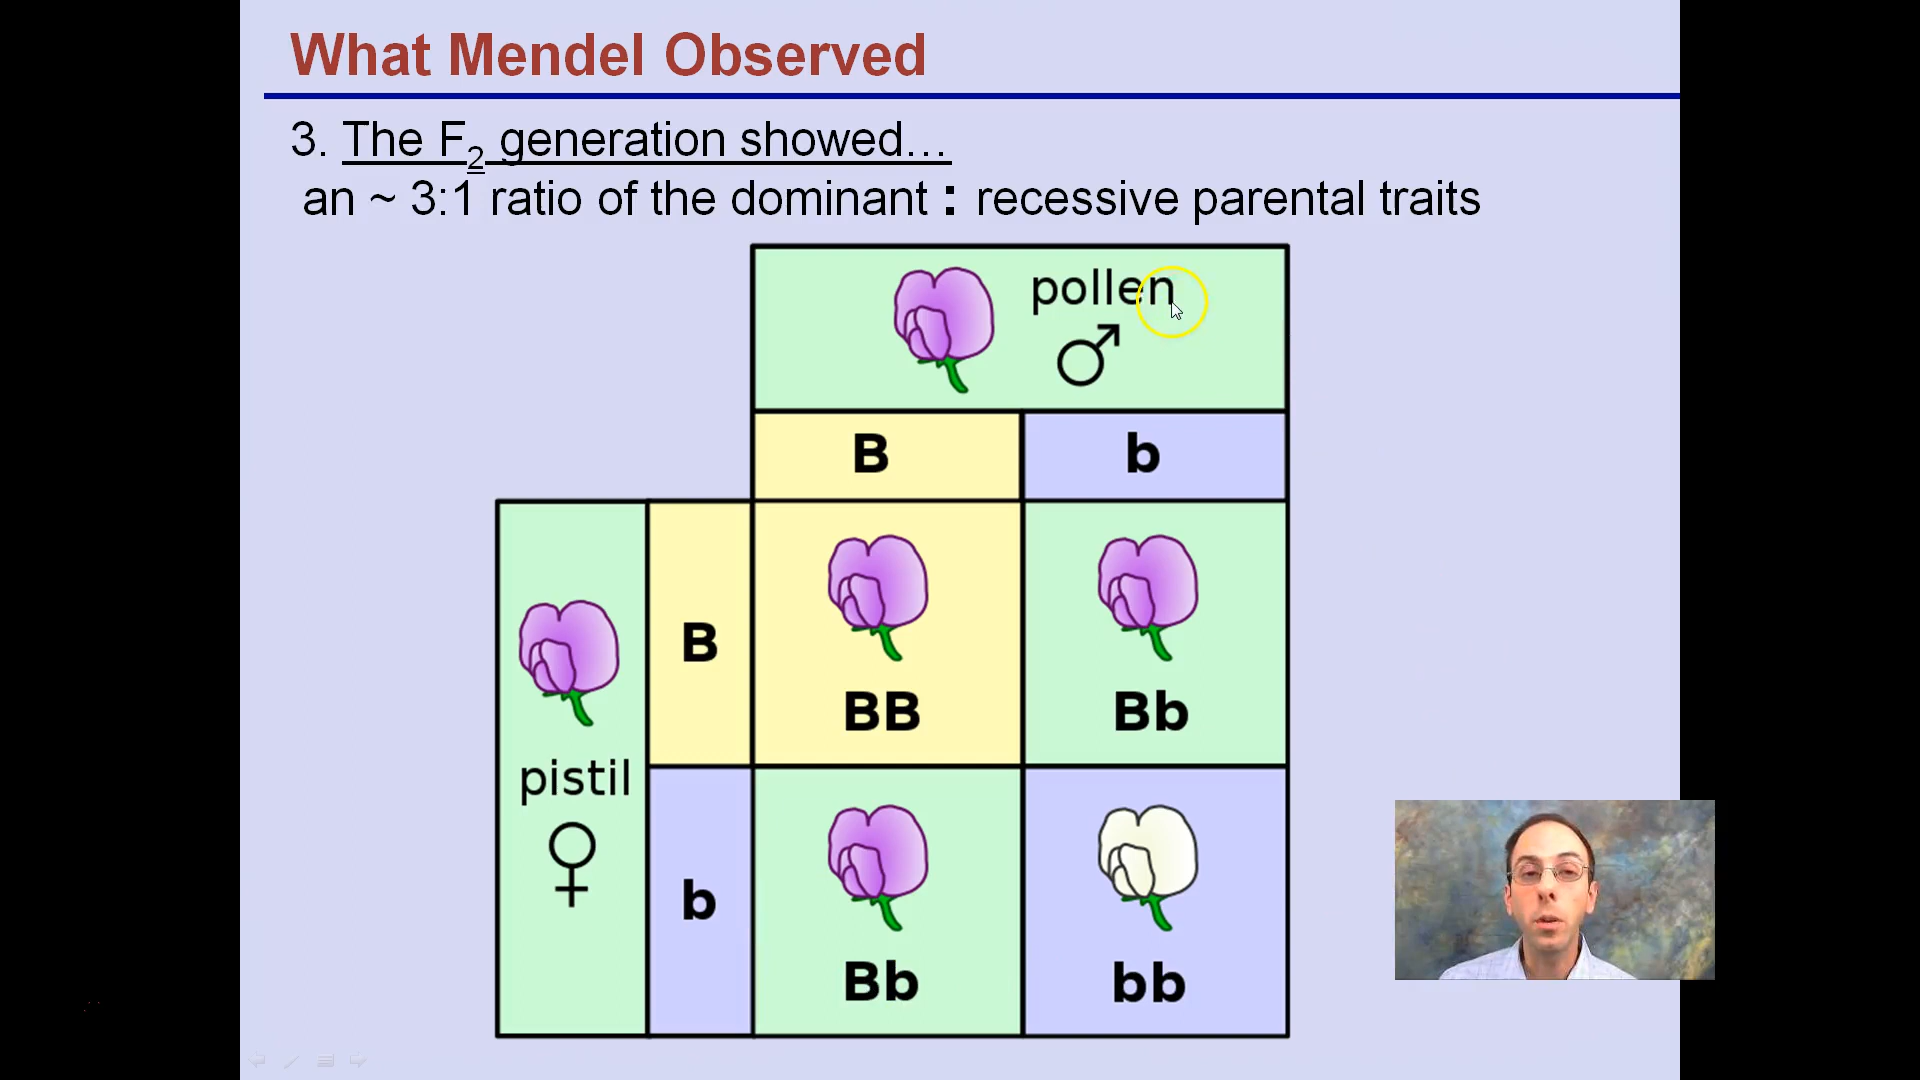 What Mendel Observed
3. The F2 generation showed…
an ~ 3:1 ratio of the dominant : recessive parental traits
pollen
♂
B b
B
BB Bb
pistil
♀
b
Bb bb